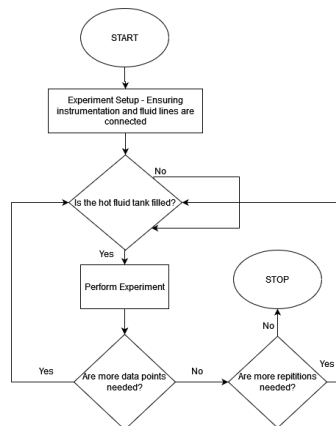 START
Experiment Setup - Ensuring
instrumentation and fluid lines are
connected
No
Is the hot fluid tank filled?
Yes
Perform Experiment
STOP
No
Yes
Are more data points
needed?
No
Are more repititions
needed?
Yes